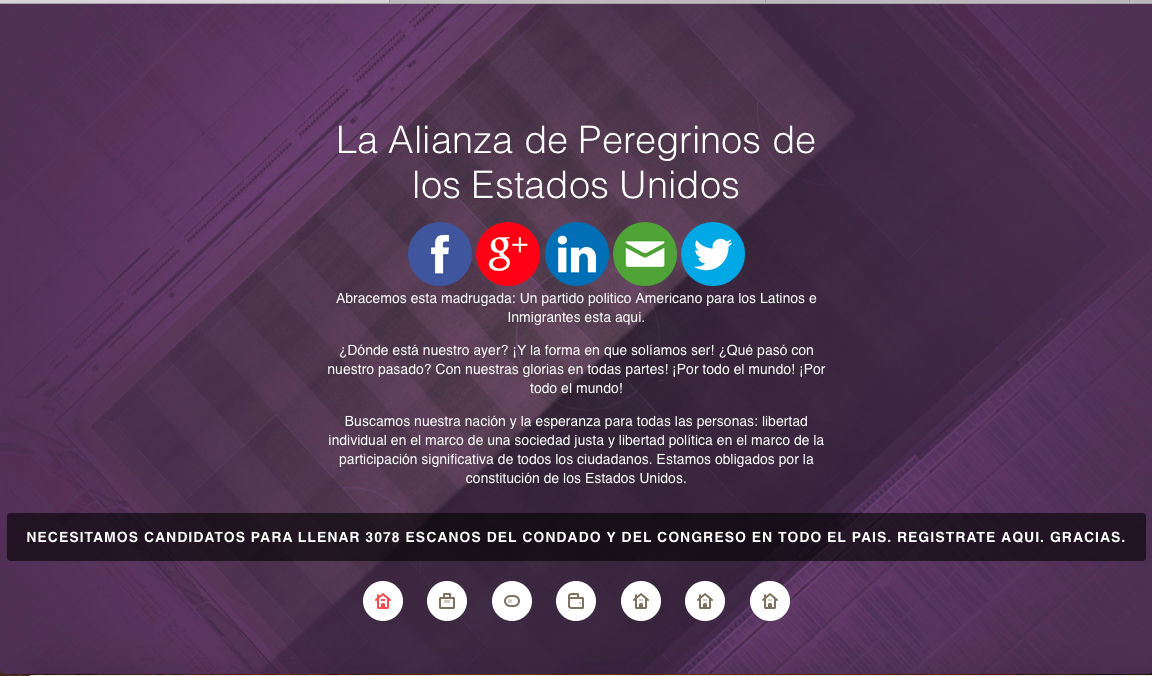 La Alianza de Peregrinos de
los Estados Unidos
f g+ in
Abracemos esta madrugada: Un partido politico Americano para los Latinos e
Inmigrantes esta aqui.
¿Dónde está nuestro ayer? ¡Y la forma en que solíamos ser! ¿Qué pasó con
nuestro pasado? Con nuestras glorias en todas partes! ¡Por todo el mundo! ¡Por
todo el mundo!
Buscamos nuestra nación y la esperanza para todas las personas: libertad
individual en el marco de una sociedad justa y libertad política en el marco de la
participación significativa de todos los ciudadanos. Estamos obligados por la
constitución de los Estados Unidos.
NECESITAMOS CANDIDATOS PARA LLENAR 3078 ESCANOS DEL CONDADO Y DEL CONGRESO EN TODO EL PAIS. REGISTRATE AQUI. GRACIAS.